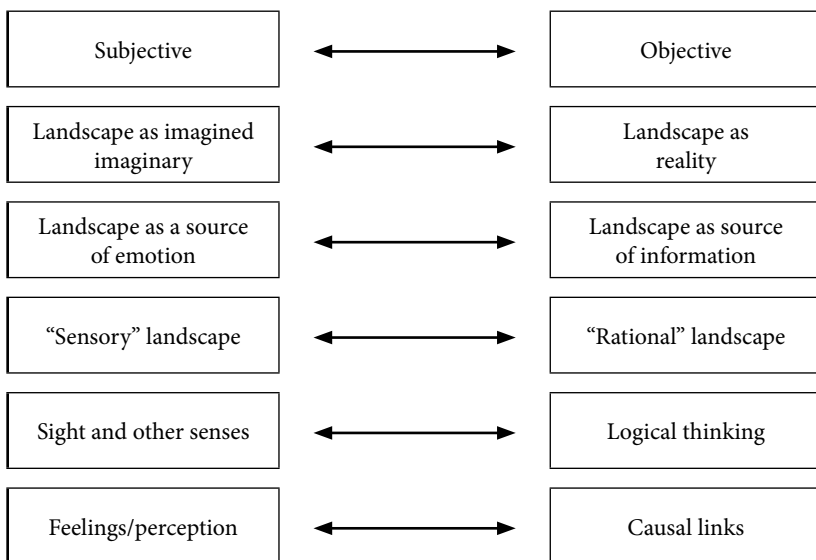 Subjective
Objective
Landscape as imagined
imaginary
Landscape as
reality
Landscape as a source
of emotion
Landscape as source
of information
“Sensory” landscape
“Rational” landscape
Sight and other senses
Logical thinking
Feelings/perception
Causal links